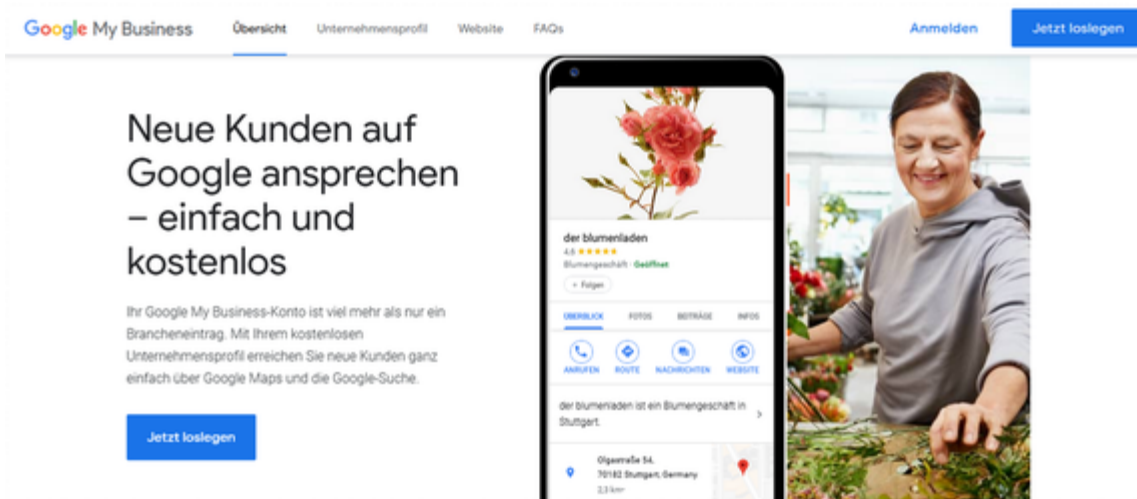 Google My Business Übersicht Unternehmensprofil Website FAQs Anmelden Jetzt loslegen
Neue Kunden auf
Google ansprechen
– einfach und
kostenlos
Ihr Google My Business-Konto ist viel mehr als nur ein
Brancheneintrag. Mit Ihrem kostenlosen
Unternehmensprofil erreichen Sie neue Kunden ganz
einfach über Google Maps und die Google-Suche.
Jetzt loslegen
der blumenladen
4,6 ★★★★★
Blumengeschäft · Geöffnet
+ Folgen
ÜBERBLICK FOTOS BEITRÄGE INFOS
ANRUFEN ROUTE NACHRICHTEN WEBSITE
der blumenladen ist ein Blumengeschäft in
Stuttgart.
Olgastraße 54,
70182 Stuttgart, Germany
2,3 km